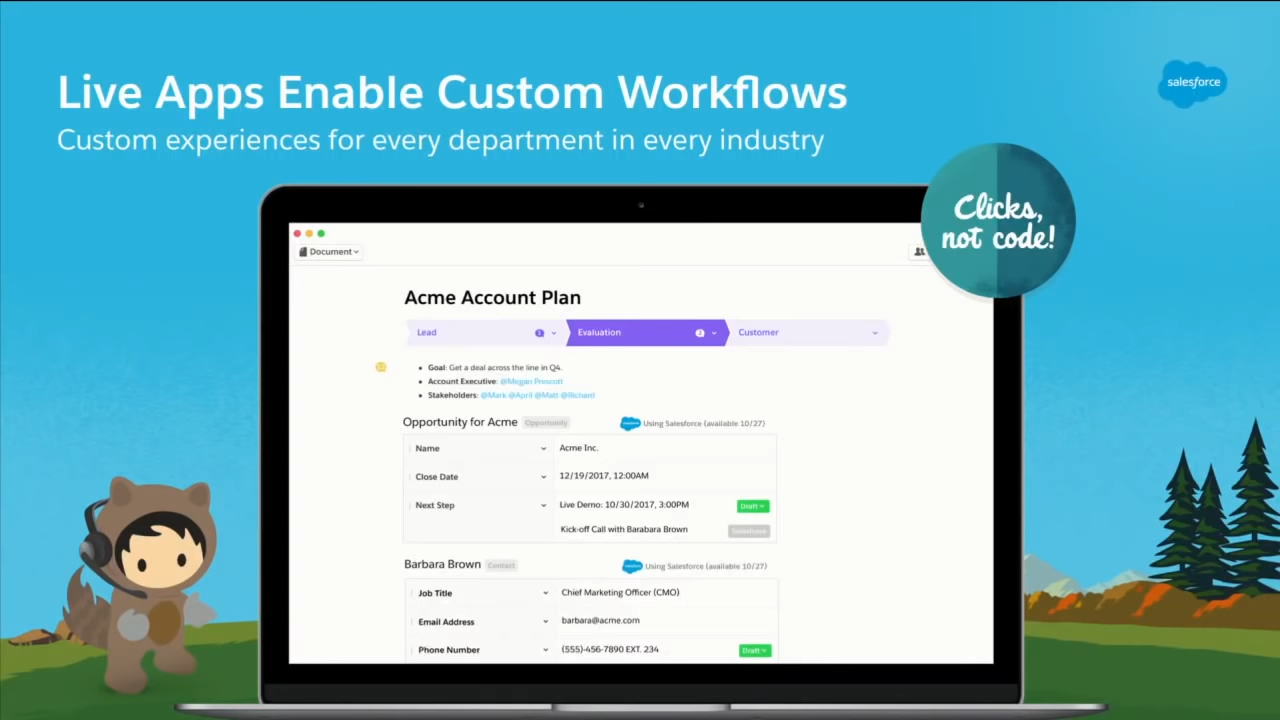 Live Apps Enable Custom Workflows
Custom experiences for every department in every industry
salesforce
Clicks,
not code!
Document
Acme Account Plan
Lead
Evaluation
Customer
Goal: Get a deal across the line in Q4.
Account Executive: @Megan Prescott
Stakeholders: @Mark @April @Matt @Richard
Opportunity for Acme Opportunity
Using Salesforce (available 10/27)
Name Acme Inc.
Close Date 12/19/2017, 12:00AM
Next Step Live Demo: 10/30/2017, 3:00PM Draft
Kick-off Call with Barabara Brown Salesforce
Barbara Brown Contact
Using Salesforce (available 10/27)
Job Title Chief Marketing Officer (CMO)
Email Address barbara@acme.com
Phone Number (555)-456-7890 EXT. 234 Draft